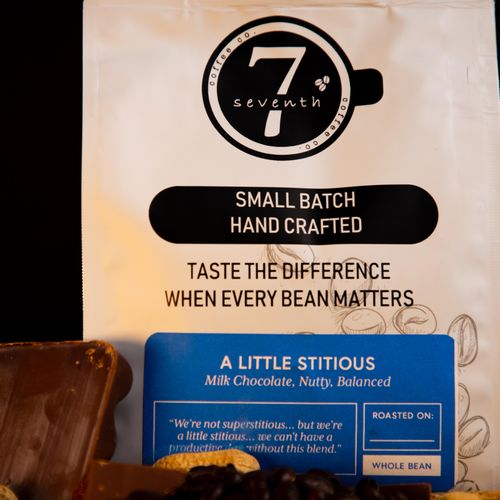 coffee co.
7
seventh
coffee co.
SMALL BATCH
HAND CRAFTED
TASTE THE DIFFERENCE
WHEN EVERY BEAN MATTERS
A LITTLE STITIOUS
Milk Chocolate, Nutty, Balanced
“We’re not superstitious... but we’re
a little stitious... we can’t have a
productive day without this blend.”
ROASTED ON:
WHOLE BEAN